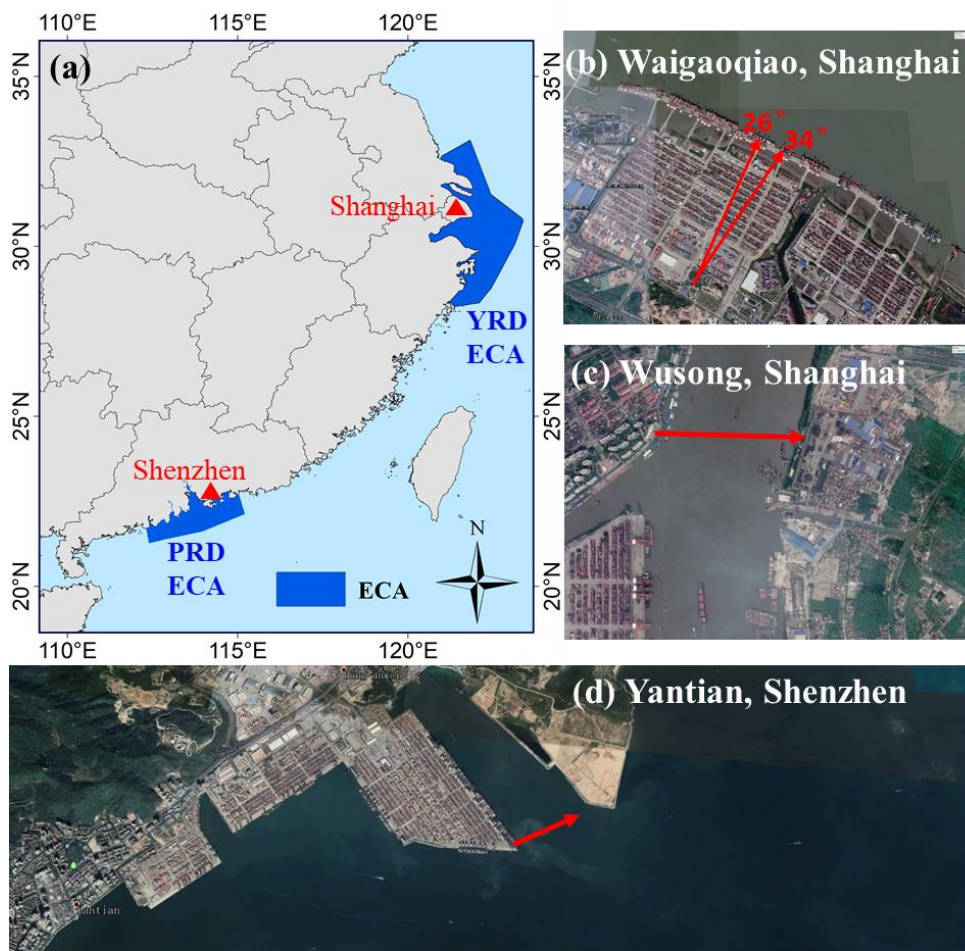 110°E
115°E
120°E
(a)
35°N
35°N
30°N
30°N
25°N
25°N
20°N
20°N
Shanghai
YRD
ECA
Shenzhen
PRD
ECA
ECA
N
110°E
115°E
120°E
(b) Waigaoqiao, Shanghai
26°
34°
(c) Wusong, Shanghai
(d) Yantian, Shenzhen